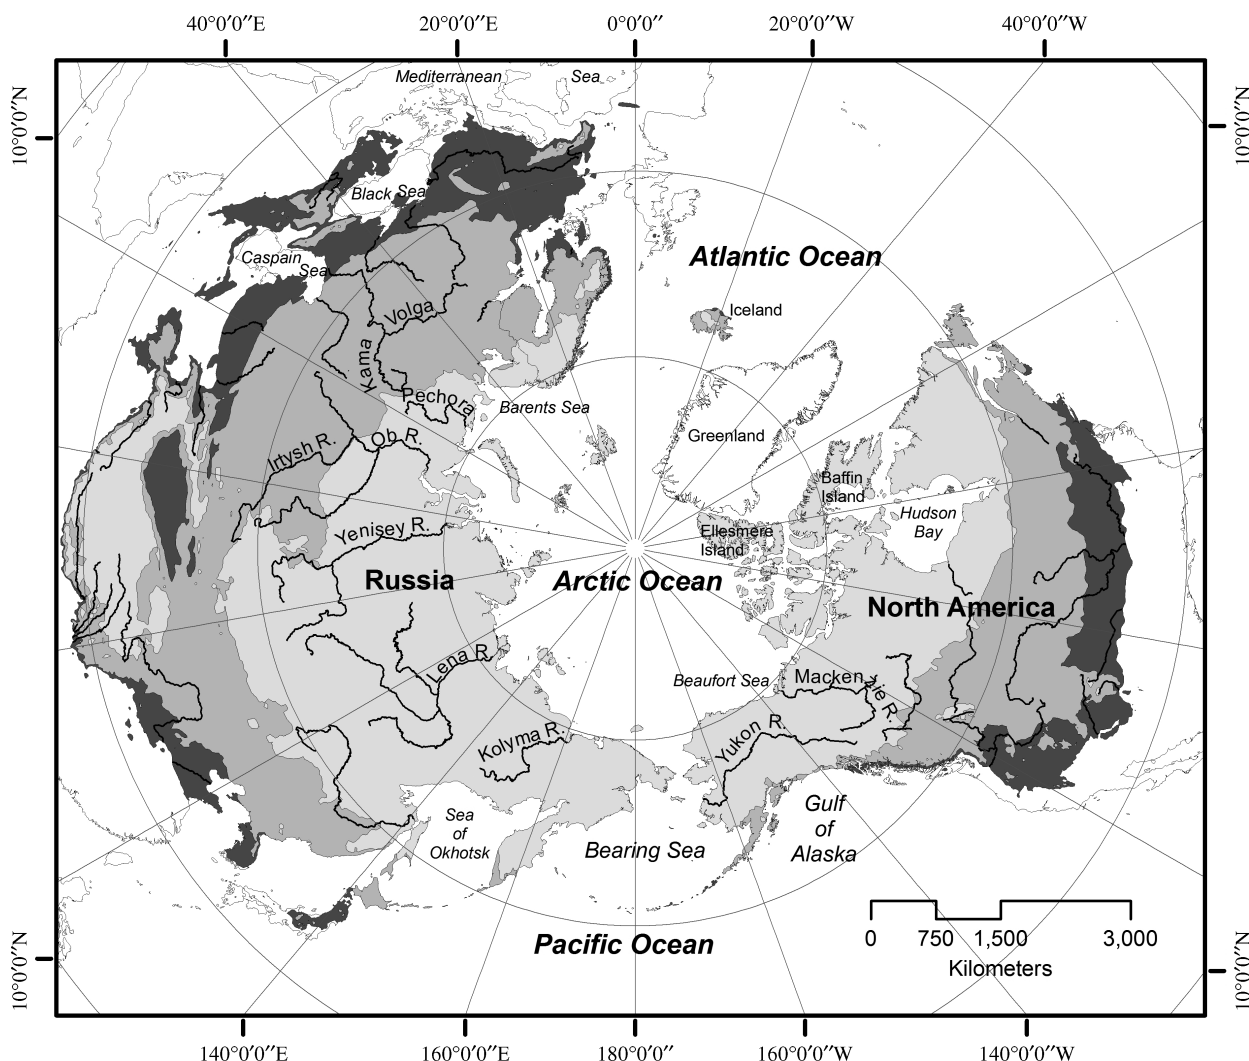 40°0′0″E 20°0′0″E 0°0′0″ 20°0′0″W 40°0′0″W
10°0′0″N
10°0′0″N
Mediterranean Sea
Black Sea
Caspain
Sea
Atlantic Ocean
Iceland
Volga
Kama
Pechora
Barents Sea
Greenland
Irtysh R.
Ob R.
Baffin
Island
Hudson
Bay
Yenisey R.
Ellesmere
Island
Russia
Arctic Ocean
North America
Lena R.
Beaufort Sea
Mackenzie R.
Kolyma R.
Yukon R.
Sea
of
Okhotsk
Gulf
of
Alaska
Bearing Sea
Pacific Ocean
0 750 1,500 3,000
Kilometers
10°0′0″N
10°0′0″N
140°0′0″E 160°0′0″E 180°0′0″ 160°0′0″W 140°0′0″W